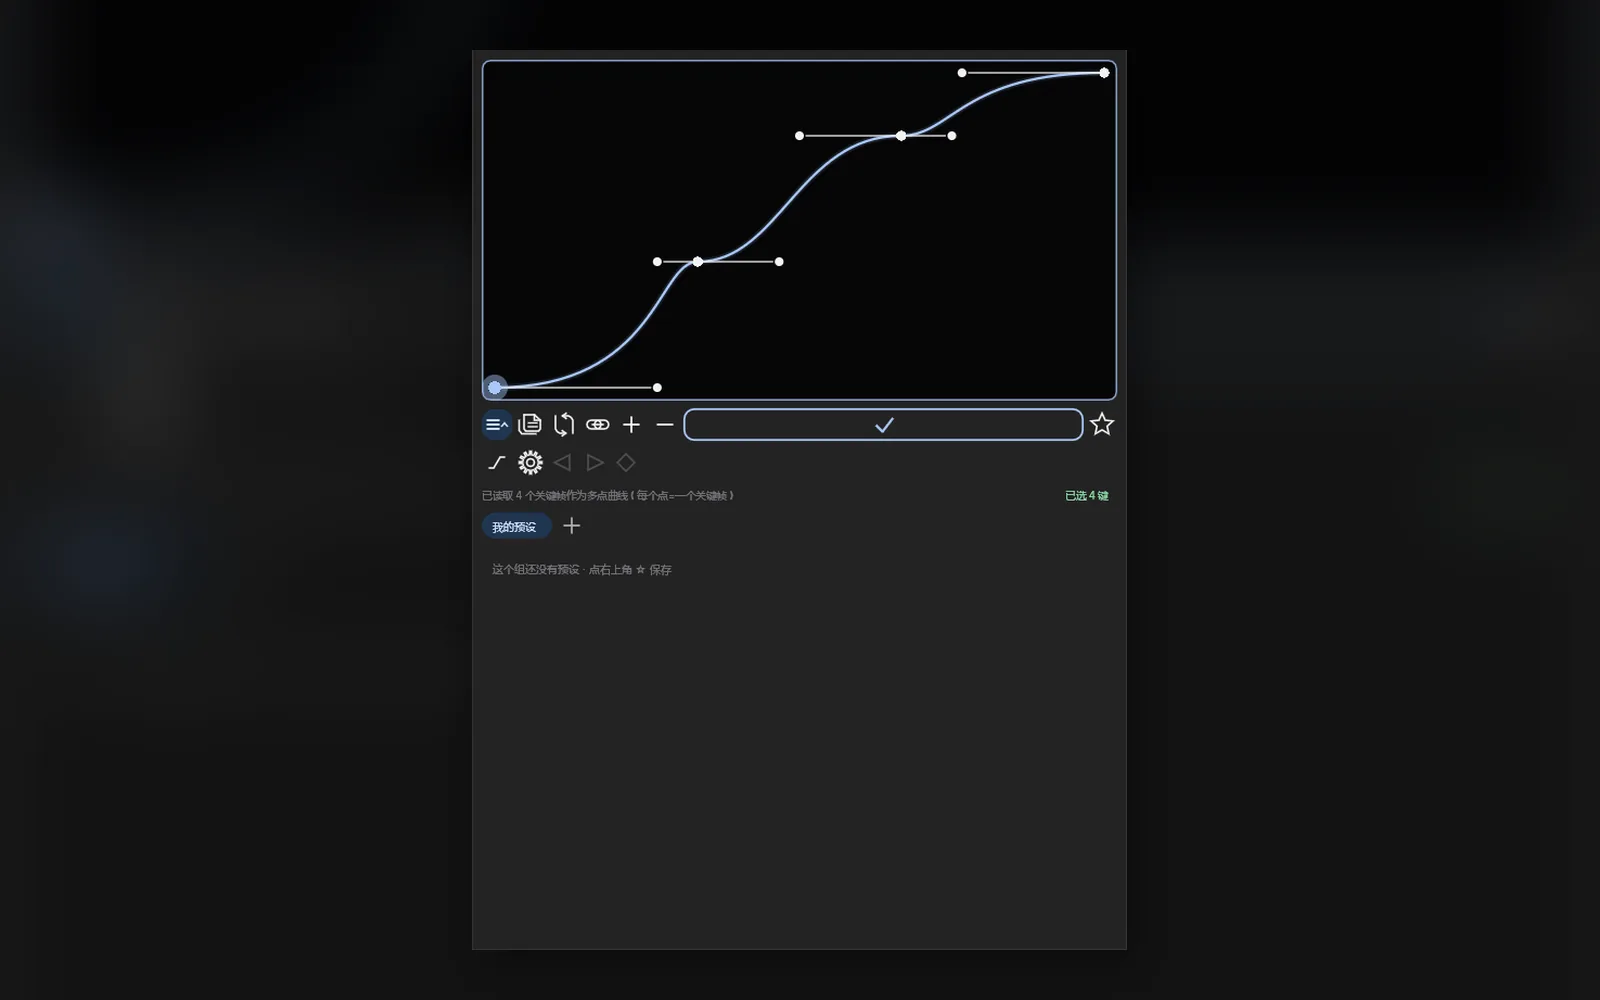 已读取 4 个关键帧作为多点曲线 ( 每个点=一个关键帧 )
已选 4 键
我的预设
这个组还没有预设 · 点右上角 ☆ 保存